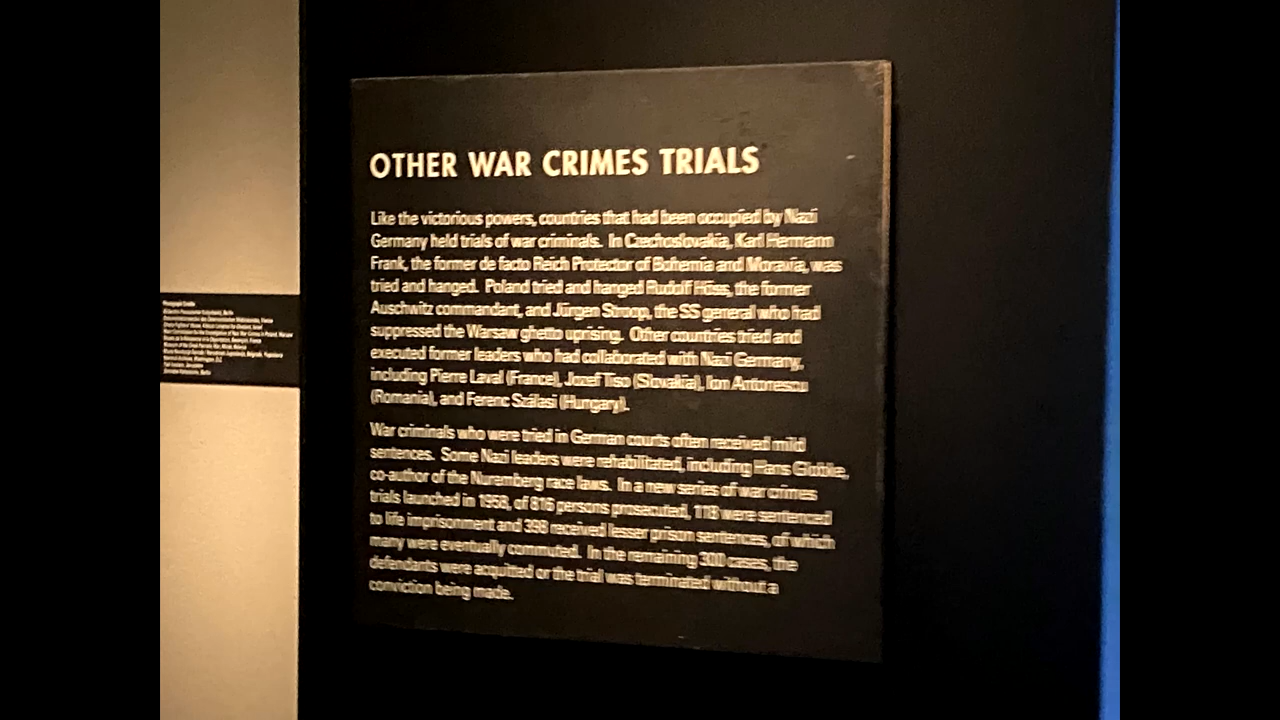 OTHER WAR CRIMES TRIALS
Like the victorious powers, countries that had been occupied by Nazi
Germany held trials of war criminals. In Czechoslovakia, Karl Hermann
Frank, the former de facto Reich Protector of Bohemia and Moravia, was
tried and hanged. Poland tried and hanged Rudolf Höss, the former
Auschwitz commandant, and Jürgen Stroop, the SS general who had
suppressed the Warsaw ghetto uprising. Other countries tried and
executed former leaders who had collaborated with Nazi Germany,
including Pierre Laval (France), Jozef Tiso (Slovakia), Ion Antonescu
(Romania), and Ferenc Szálasi (Hungary).
War criminals who were tried in German courts often received mild
sentences. Some Nazi leaders were rehabilitated, including Hans Globke,
co-author of the Nuremberg race laws. In a new series of war crimes
trials launched in 1958, of 816 persons prosecuted, 118 were sentenced
to life imprisonment and 398 received lesser prison sentences, of which
many were eventually commuted. In the remaining 300 cases, the
defendants were acquitted or the trial was terminated without a
conviction being made.